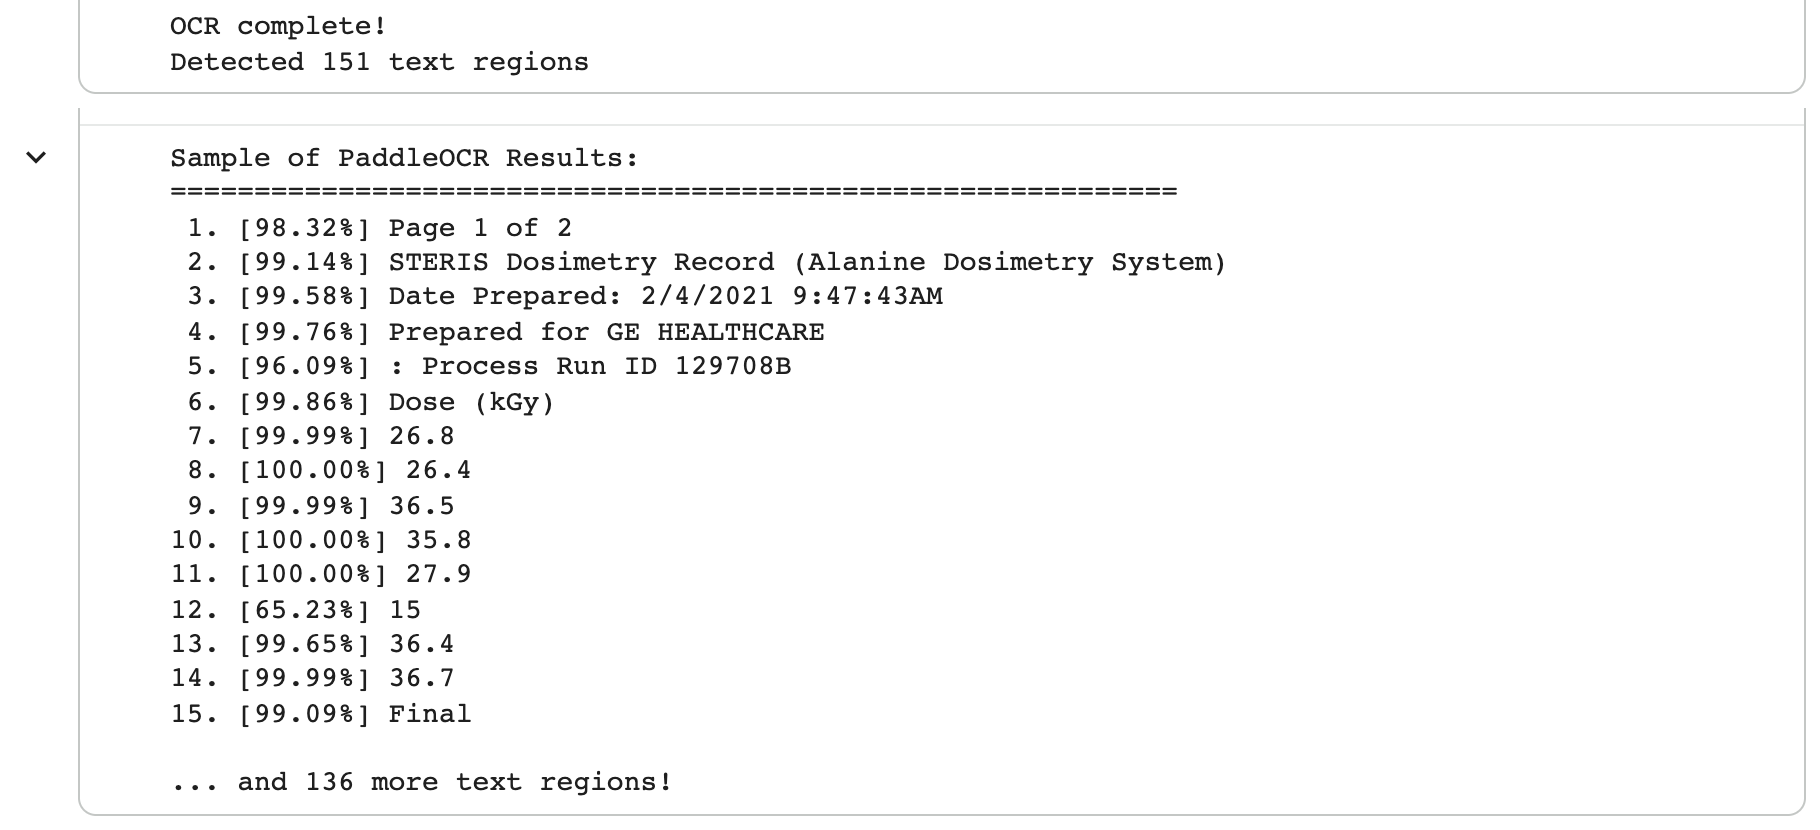 OCR complete!
Detected 151 text regions
Sample of PaddleOCR Results:
============================================================
1. [98.32%] Page 1 of 2
2. [99.14%] STERIS Dosimetry Record (Alanine Dosimetry System)
3. [99.58%] Date Prepared: 2/4/2021 9:47:43AM
4. [99.76%] Prepared for GE HEALTHCARE
5. [96.09%] : Process Run ID 129708B
6. [99.86%] Dose (kGy)
7. [99.99%] 26.8
8. [100.00%] 26.4
9. [99.99%] 36.5
10. [100.00%] 35.8
11. [100.00%] 27.9
12. [65.23%] 15
13. [99.65%] 36.4
14. [99.99%] 36.7
15. [99.09%] Final
... and 136 more text regions!